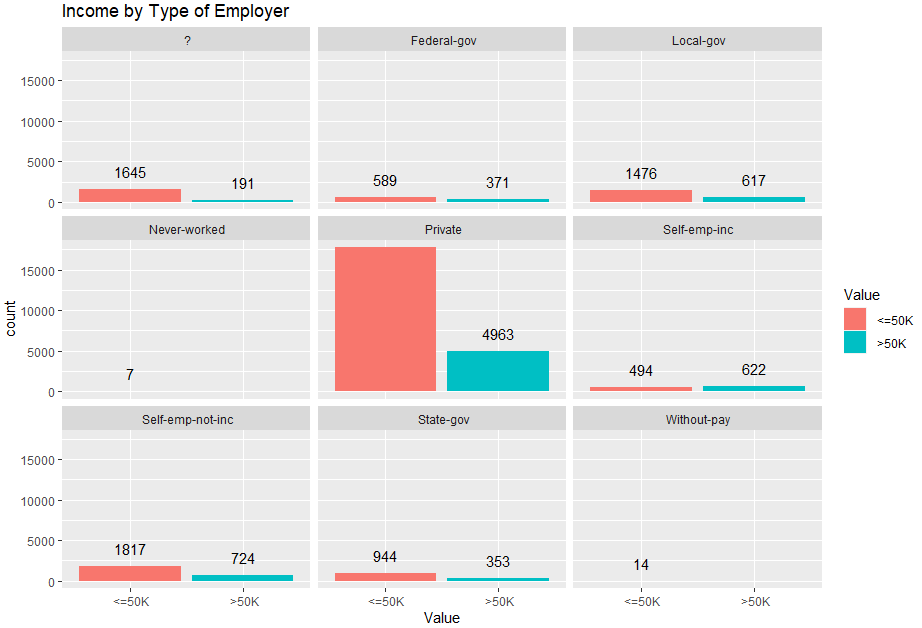 Income by Type of Employer
? Federal-gov Local-gov
15000
10000
5000
0
1645 191 589 371 1476 617
Never-worked Private Self-emp-inc
15000
10000
5000
0
7 4963 494 622
Self-emp-not-inc State-gov Without-pay
15000
10000
5000
0
1817 724 944 353 14
<=50K >50K <=50K >50K <=50K >50K
Value
count
Value
<=50K
>50K